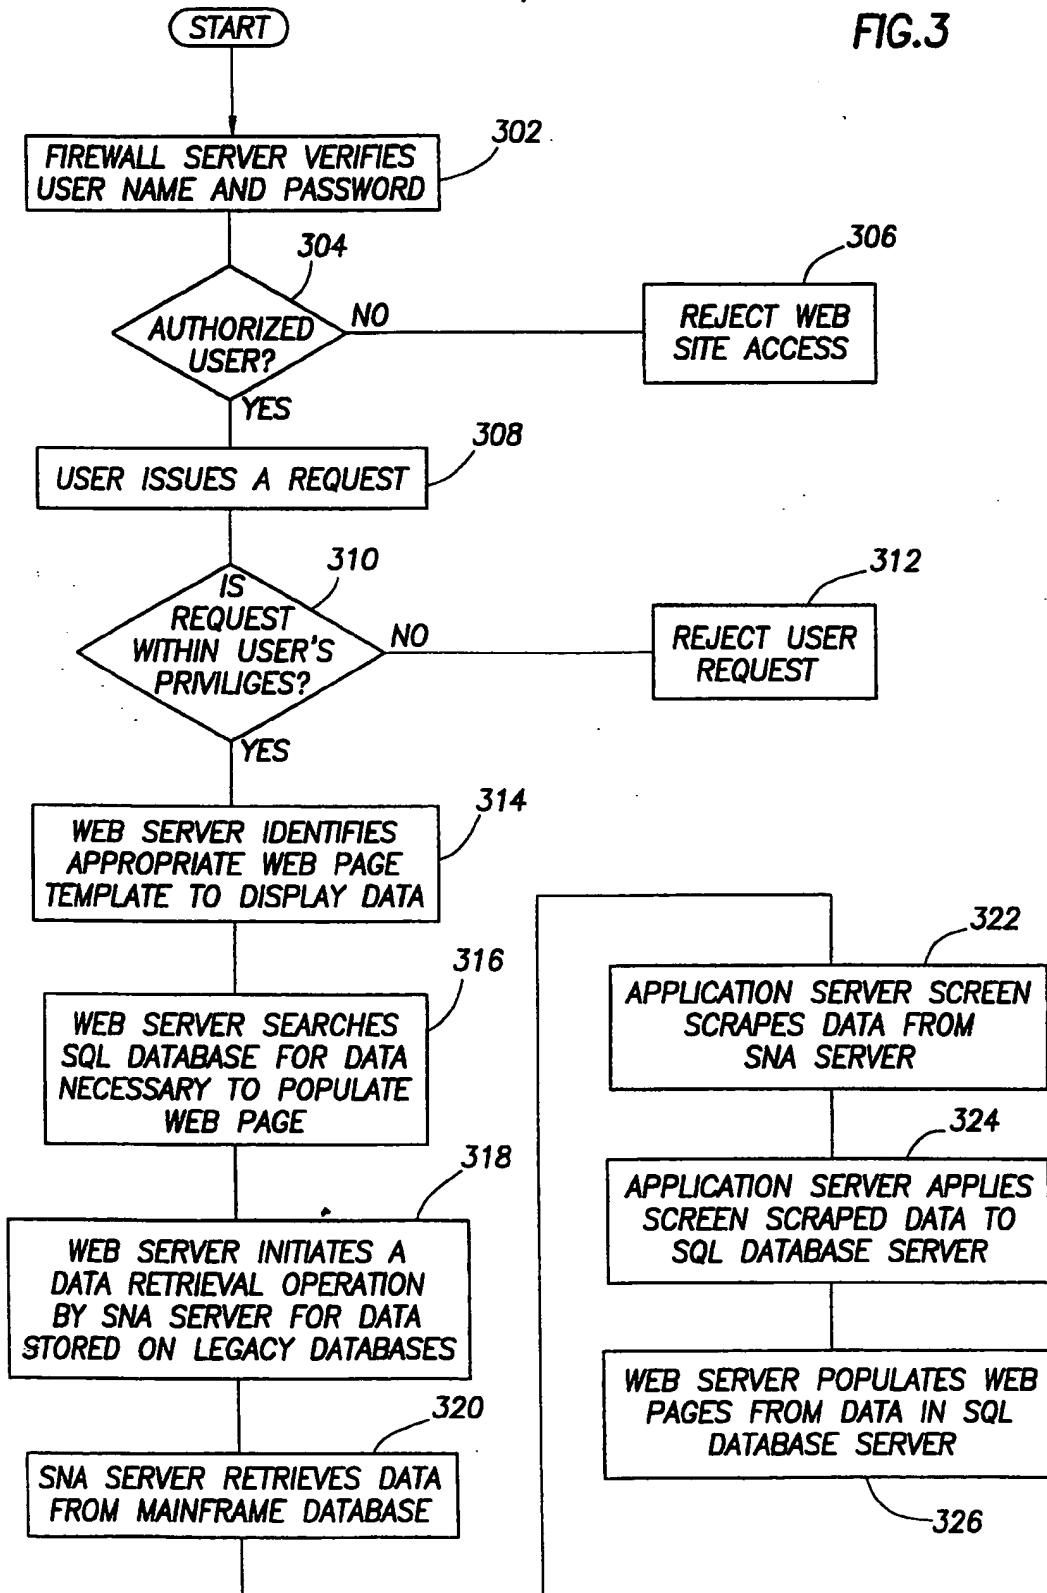 FIG.3
START
302
FIREWALL SERVER VERIFIES
USER NAME AND PASSWORD
304
AUTHORIZED
USER?
NO
YES
306
REJECT WEB
SITE ACCESS
308
USER ISSUES A REQUEST
310
IS
REQUEST
WITHIN USER'S
PRIVILIGES?
NO
YES
312
REJECT USER
REQUEST
314
WEB SERVER IDENTIFIES
APPROPRIATE WEB PAGE
TEMPLATE TO DISPLAY DATA
316
WEB SERVER SEARCHES
SQL DATABASE FOR DATA
NECESSARY TO POPULATE
WEB PAGE
318
WEB SERVER INITIATES A
DATA RETRIEVAL OPERATION
BY SNA SERVER FOR DATA
STORED ON LEGACY DATABASES
320
SNA SERVER RETRIEVES DATA
FROM MAINFRAME DATABASE
322
APPLICATION SERVER SCREEN
SCRAPES DATA FROM
SNA SERVER
324
APPLICATION SERVER APPLIES
SCREEN SCRAPED DATA TO
SQL DATABASE SERVER
WEB SERVER POPULATES WEB
PAGES FROM DATA IN SQL
DATABASE SERVER
326